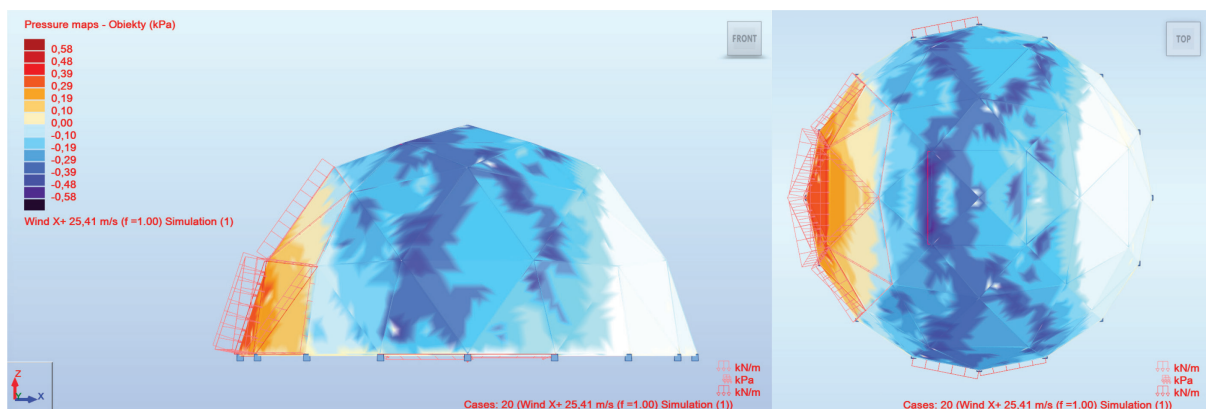 Pressure maps - Obiekty (kPa)
0,58
0,48
0,39
0,29
0,19
0,10
0,00
-0,10
-0,19
-0,29
-0,39
-0,48
-0,58
Wind X+ 25,41 m/s (f =1.00) Simulation (1)
FRONT
Z
Y
X
kN/m
kPa
kN/m
Cases: 20 (Wind X+ 25,41 m/s (f =1.00) Simulation (1))
TOP
kN/m
kPa
kN/m
Cases: 20 (Wind X+ 25,41 m/s (f =1.00) Simulation (1))